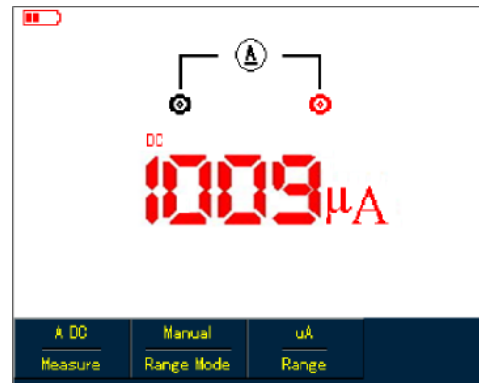 A
DC
1009μA
A DC Manual uA
Measure Range Mode Range